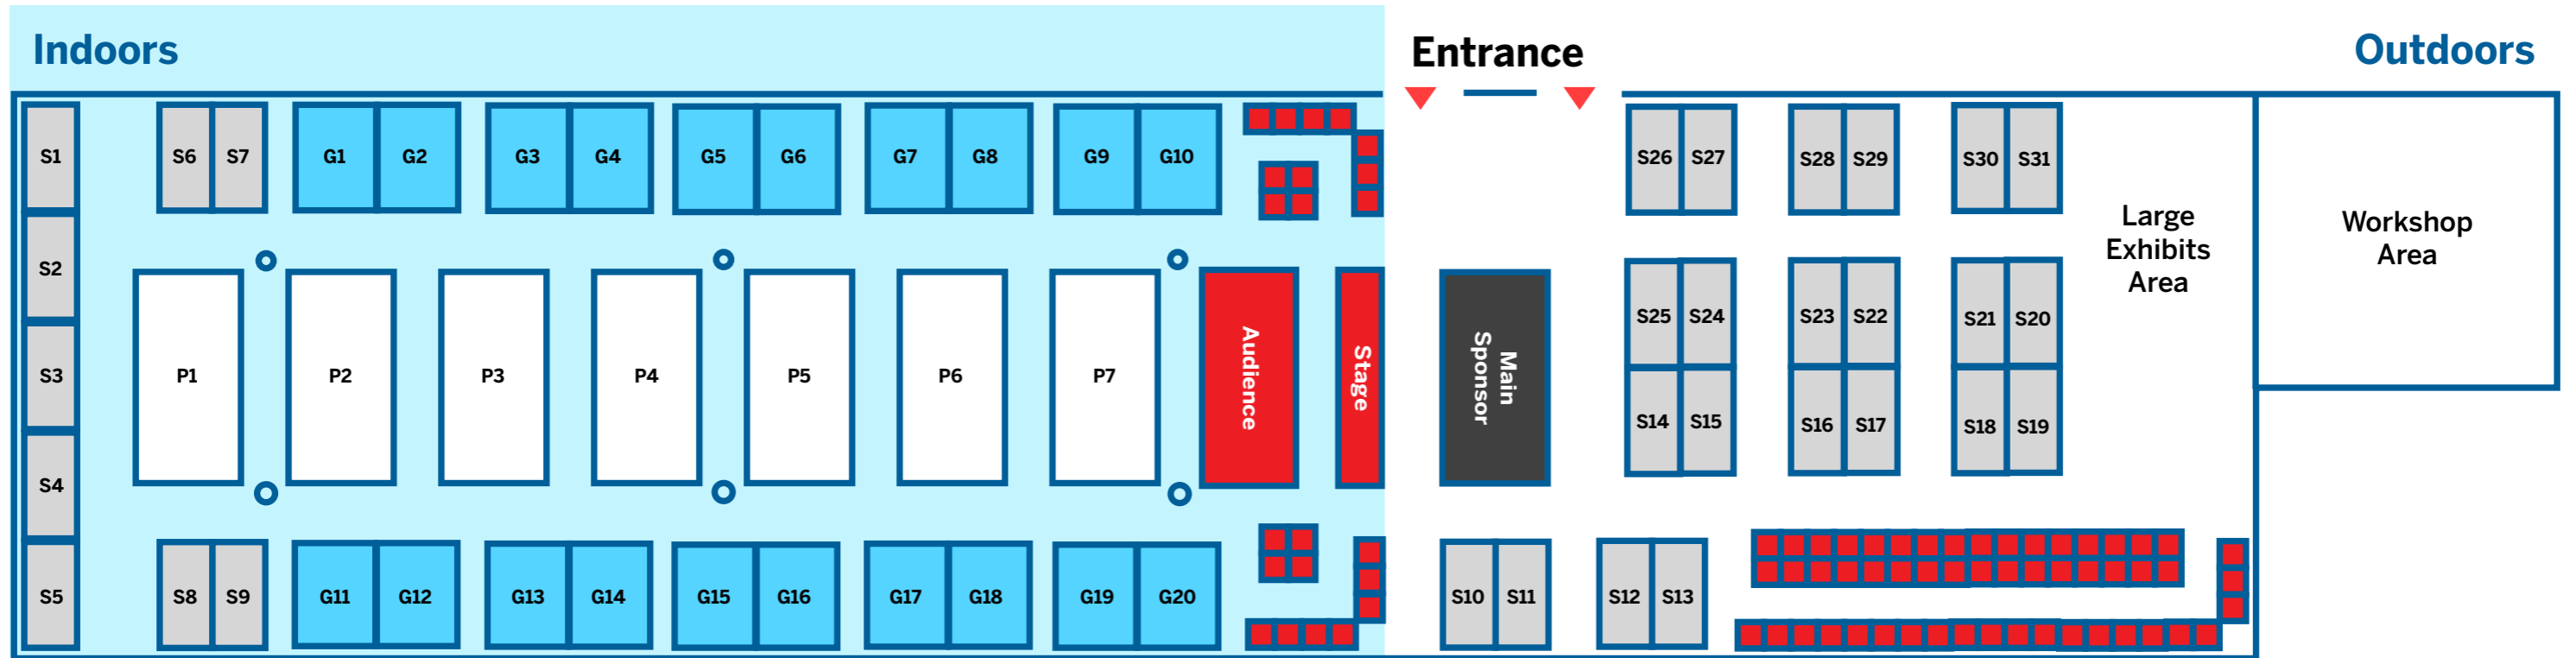 Indoors
Entrance
Outdoors
S1
S6
S7
G1
G2
G3
G4
G5
G6
G7
G8
G9
G10
S26
S27
S28
S29
S30
S31
Large
Exhibits
Area
Workshop
Area
S2
S3
S4
P1
P2
P3
P4
P5
P6
P7
Audience
Stage
Main
Sponsor
S25
S24
S23
S22
S21
S20
S14
S15
S16
S17
S18
S19
S5
S8
S9
G11
G12
G13
G14
G15
G16
G17
G18
G19
G20
S10
S11
S12
S13